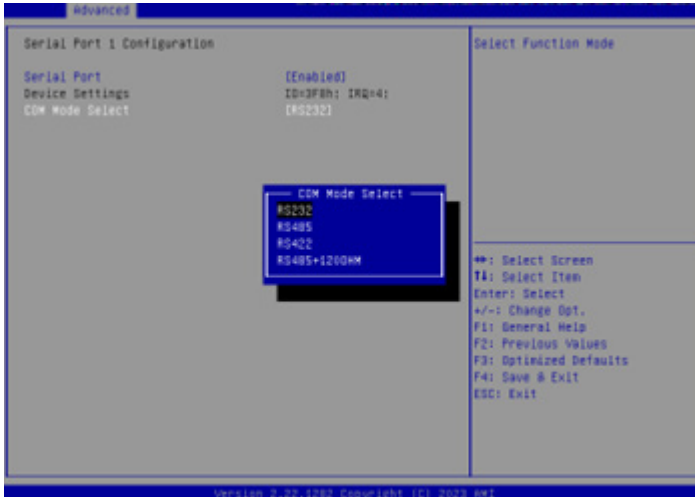 Advanced
Serial Port 1 Configuration
Select Function Mode
Serial Port [Enabled]
Device Settings IO=3F8h; IRQ=4;
COM Mode Select [RS232]
COM Mode Select
RS232
RS485
RS422
RS485+120OHM
↔: Select Screen
↑↓: Select Item
Enter: Select
+/-: Change Opt.
F1: General Help
F2: Previous Values
F3: Optimized Defaults
F4: Save & Exit
ESC: Exit
Version 2.22.1282 Copyright (C) 2023 AMI